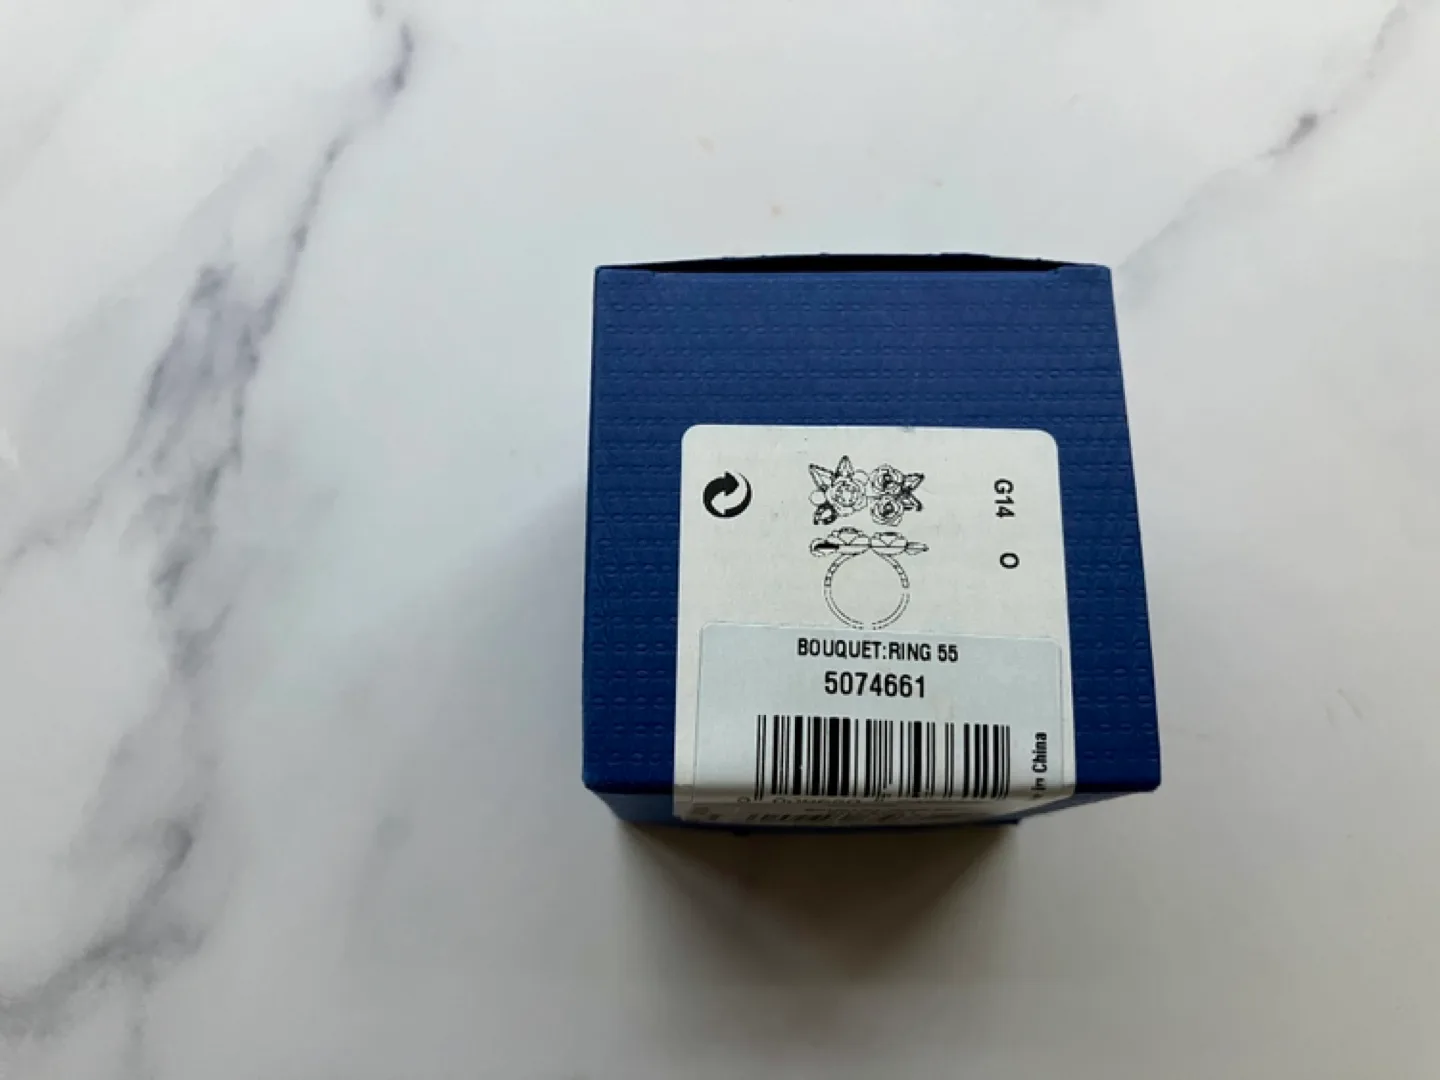 G14 O
BOUQUET:RING 55
5074661
in China